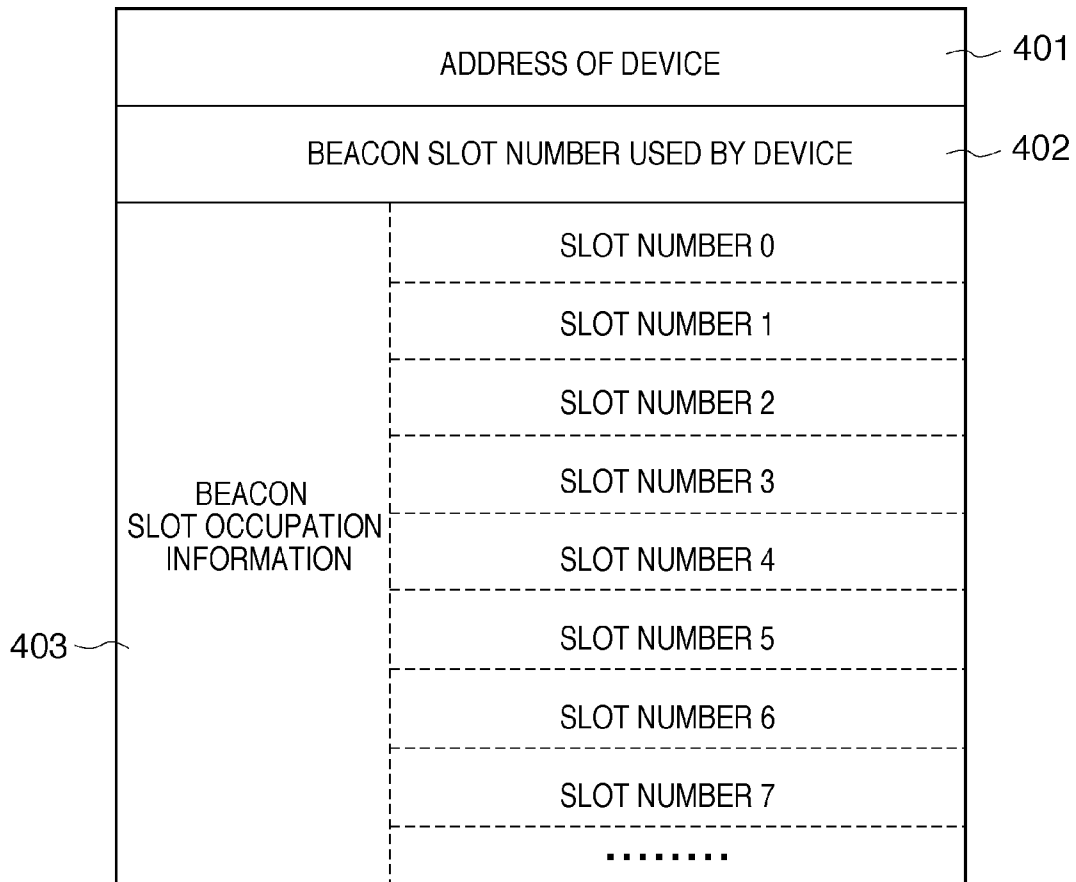 ADDRESS OF DEVICE
401
BEACON SLOT NUMBER USED BY DEVICE
402
SLOT NUMBER 0
SLOT NUMBER 1
SLOT NUMBER 2
SLOT NUMBER 3
BEACON
SLOT OCCUPATION
INFORMATION
SLOT NUMBER 4
403
SLOT NUMBER 5
SLOT NUMBER 6
SLOT NUMBER 7
........